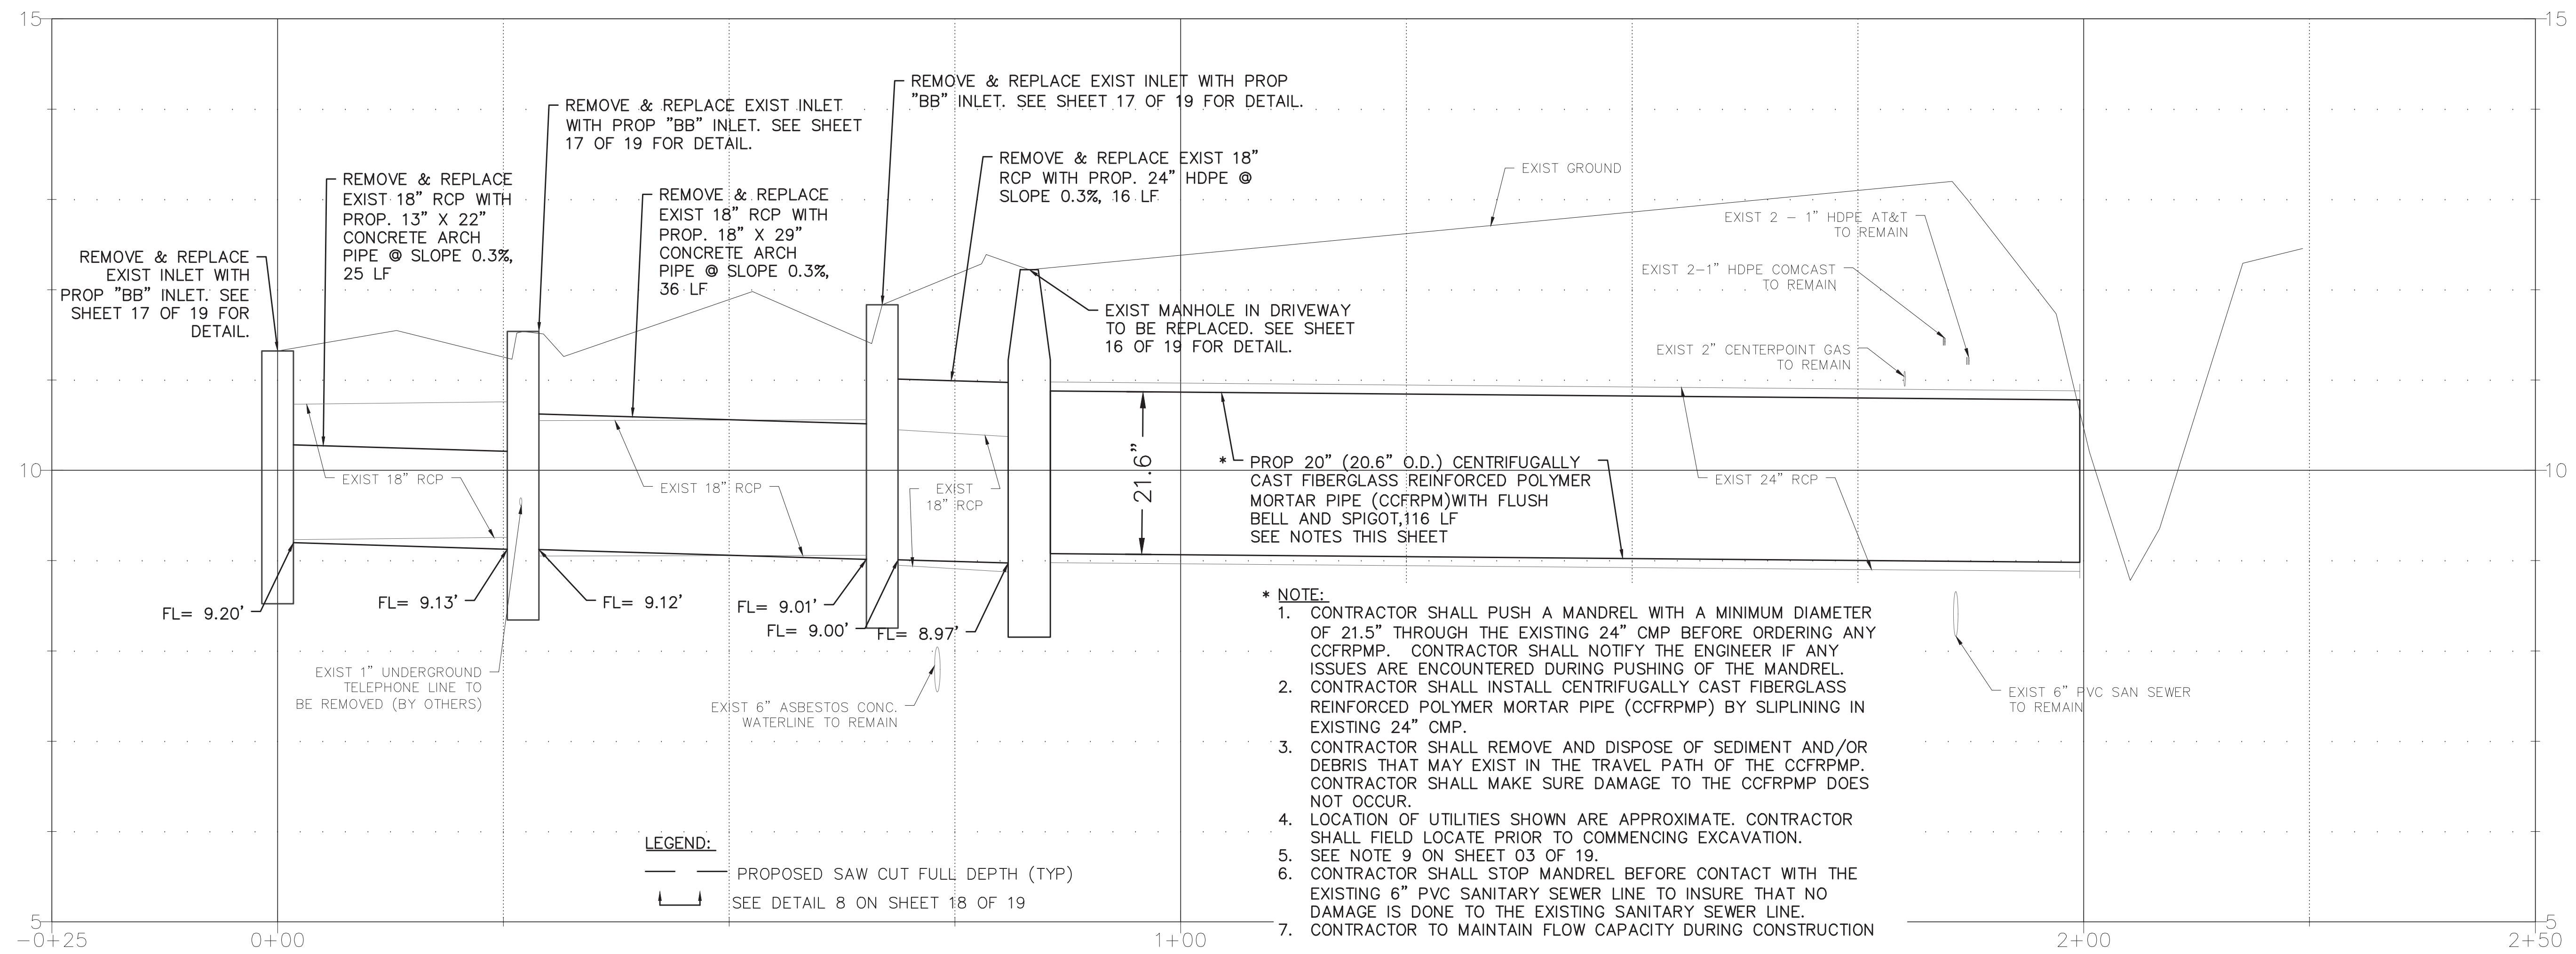 15
15
REMOVE & REPLACE EXIST INLET WITH PROP
"BB" INLET. SEE SHEET 17 OF 19 FOR DETAIL.
REMOVE & REPLACE EXIST INLET
WITH PROP "BB" INLET. SEE SHEET
17 OF 19 FOR DETAIL.
REMOVE & REPLACE EXIST 18"
RCP WITH PROP. 24" HDPE @
SLOPE 0.3%, 16 LF
EXIST GROUND
REMOVE & REPLACE
EXIST 18" RCP WITH
PROP. 13" X 22"
CONCRETE ARCH
PIPE @ SLOPE 0.3%,
25 LF
REMOVE & REPLACE
EXIST 18" RCP WITH
PROP. 18" X 29"
CONCRETE ARCH
PIPE @ SLOPE 0.3%,
36 LF
EXIST 2 - 1" HDPE AT&T
TO REMAIN
REMOVE & REPLACE
EXIST INLET WITH
PROP "BB" INLET. SEE
SHEET 17 OF 19 FOR
DETAIL.
EXIST 2-1" HDPE COMCAST
TO REMAIN
EXIST MANHOLE IN DRIVEWAY
TO BE REPLACED. SEE SHEET
16 OF 19 FOR DETAIL.
EXIST 2" CENTERPOINT GAS
TO REMAIN
10
10
21.6"
* PROP 20" (20.6" O.D.) CENTRIFUGALLY
CAST FIBERGLASS REINFORCED POLYMER
MORTAR PIPE (CCFRPM)WITH FLUSH
BELL AND SPIGOT,116 LF
SEE NOTES THIS SHEET
EXIST 18" RCP
EXIST 18" RCP
EXIST
18" RCP
EXIST 24" RCP
FL= 9.20'
FL= 9.13'
FL= 9.12'
FL= 9.01'
FL= 9.00'
FL= 8.97'
EXIST 1" UNDERGROUND
TELEPHONE LINE TO
BE REMOVED (BY OTHERS)
EXIST 6" ASBESTOS CONC.
WATERLINE TO REMAIN
EXIST 6" PVC SAN SEWER
TO REMAIN
* NOTE:
1. CONTRACTOR SHALL PUSH A MANDREL WITH A MINIMUM DIAMETER
OF 21.5" THROUGH THE EXISTING 24" CMP BEFORE ORDERING ANY
CCFRPMP. CONTRACTOR SHALL NOTIFY THE ENGINEER IF ANY
ISSUES ARE ENCOUNTERED DURING PUSHING OF THE MANDREL.
2. CONTRACTOR SHALL INSTALL CENTRIFUGALLY CAST FIBERGLASS
REINFORCED POLYMER MORTAR PIPE (CCFRPMP) BY SLIPLINING IN
EXISTING 24" CMP.
3. CONTRACTOR SHALL REMOVE AND DISPOSE OF SEDIMENT AND/OR
DEBRIS THAT MAY EXIST IN THE TRAVEL PATH OF THE CCFRPMP.
CONTRACTOR SHALL MAKE SURE DAMAGE TO THE CCFRPMP DOES
NOT OCCUR.
4. LOCATION OF UTILITIES SHOWN ARE APPROXIMATE. CONTRACTOR
SHALL FIELD LOCATE PRIOR TO COMMENCING EXCAVATION.
5. SEE NOTE 9 ON SHEET 03 OF 19.
6. CONTRACTOR SHALL STOP MANDREL BEFORE CONTACT WITH THE
EXISTING 6" PVC SANITARY SEWER LINE TO INSURE THAT NO
DAMAGE IS DONE TO THE EXISTING SANITARY SEWER LINE.
7. CONTRACTOR TO MAINTAIN FLOW CAPACITY DURING CONSTRUCTION
LEGEND:
PROPOSED SAW CUT FULL DEPTH (TYP)
SEE DETAIL 8 ON SHEET 18 OF 19
5
5
-0+25
0+00
1+00
2+00
2+50